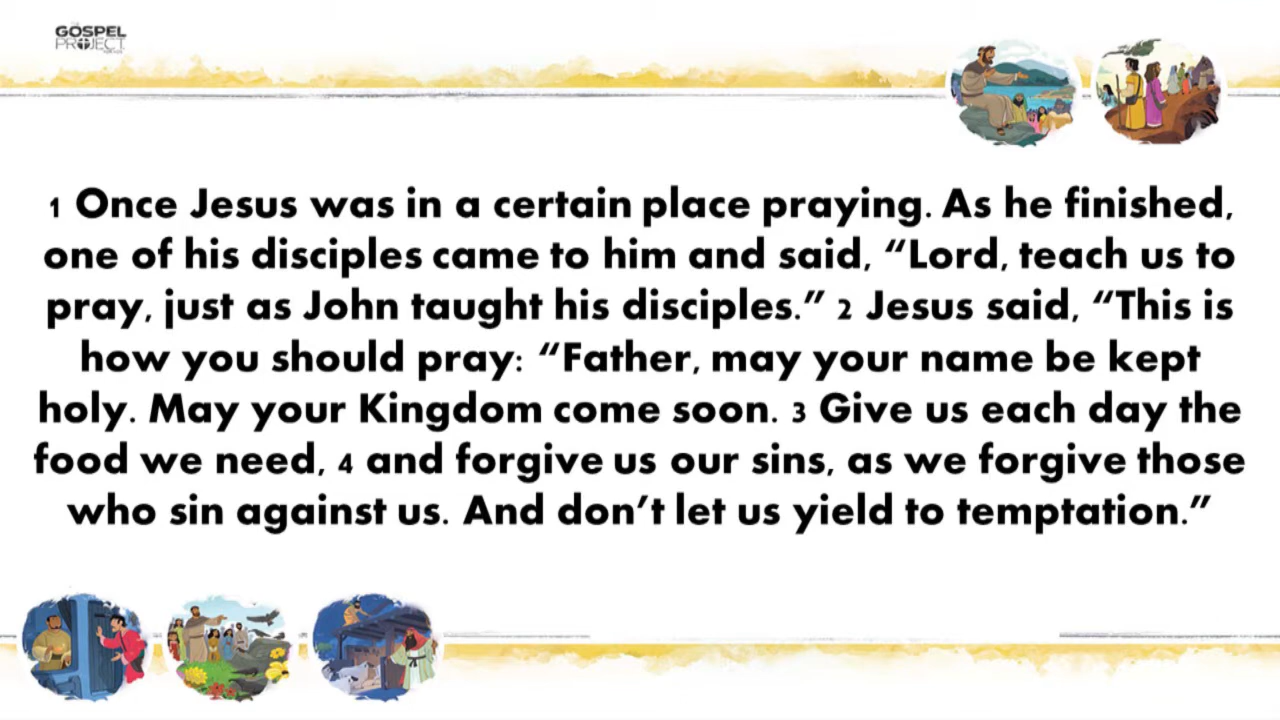 THE
GOSPEL
PROJECT
1 Once Jesus was in a certain place praying. As he finished,
one of his disciples came to him and said, “Lord, teach us to
pray, just as John taught his disciples.” 2 Jesus said, “This is
how you should pray: “Father, may your name be kept
holy. May your Kingdom come soon. 3 Give us each day the
food we need, 4 and forgive us our sins, as we forgive those
who sin against us. And don’t let us yield to temptation.”